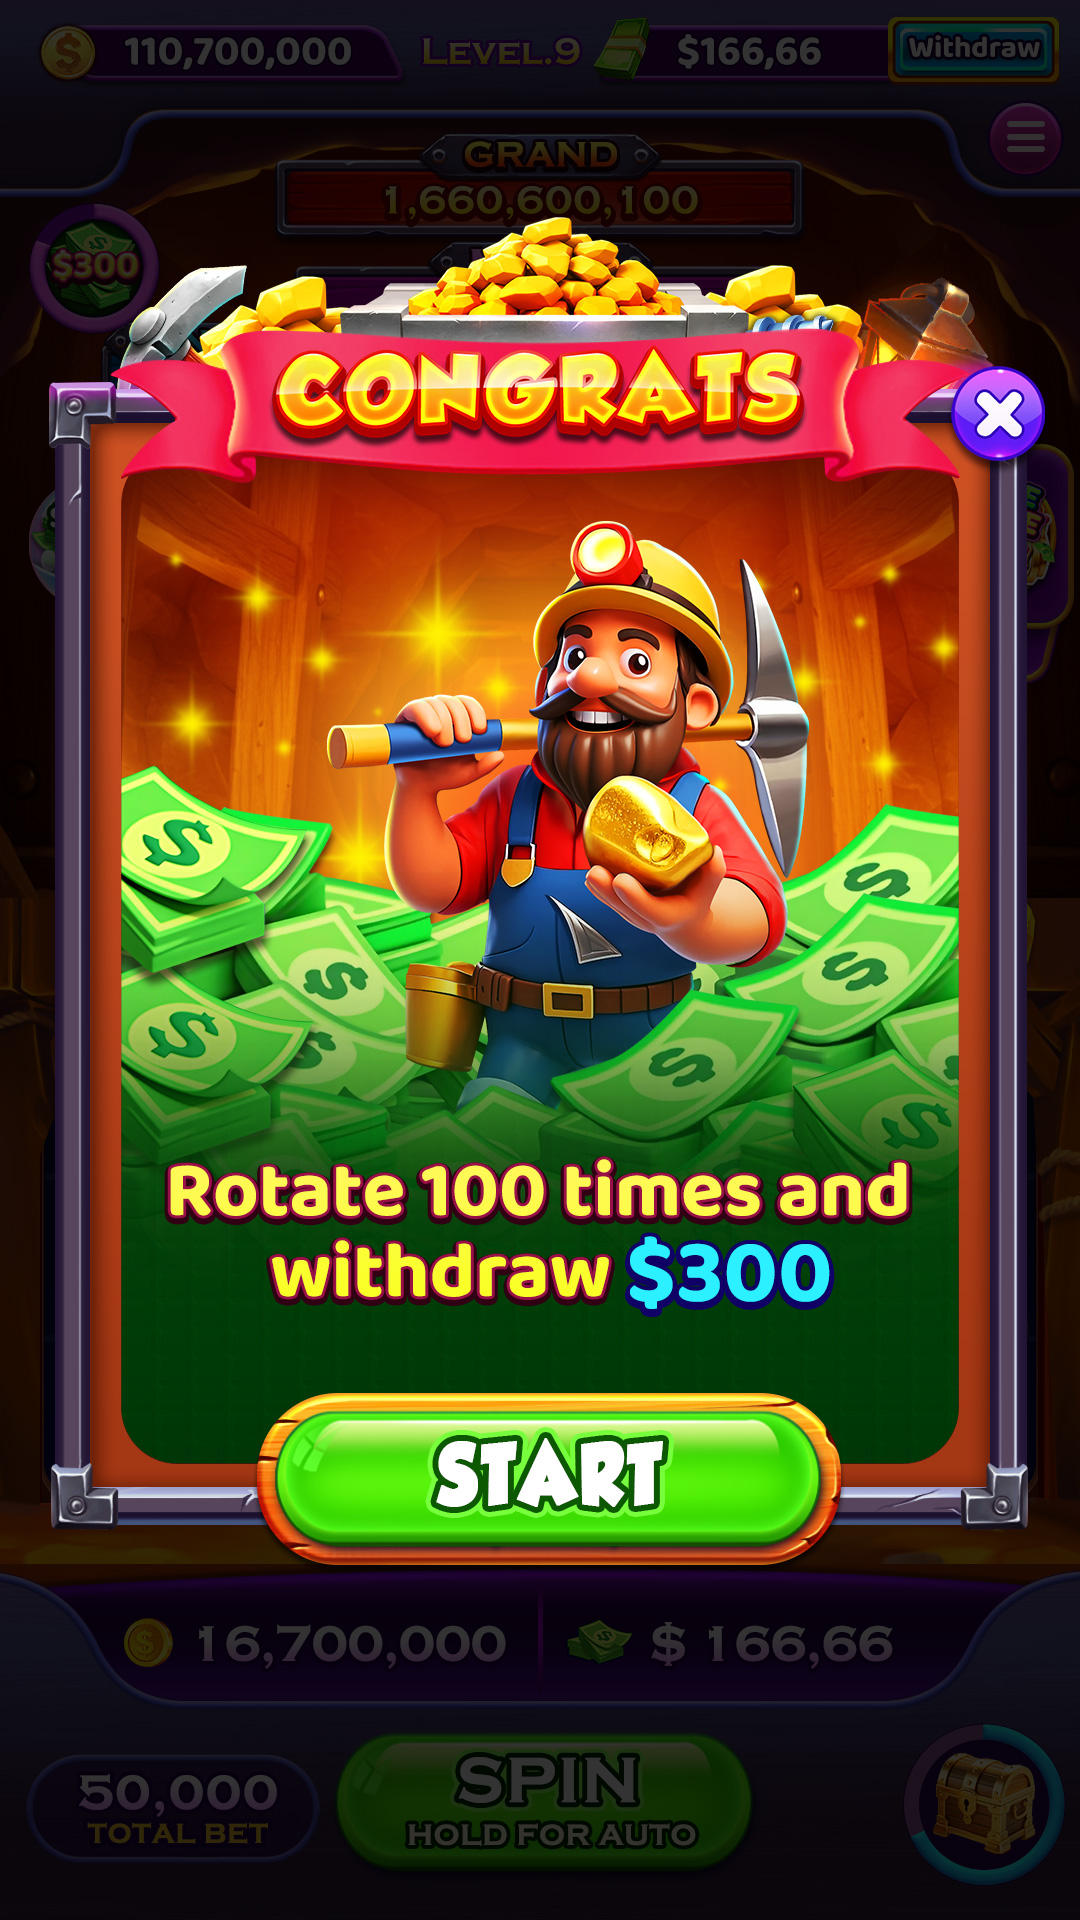 110,700,000
LEVEL.9
$166,66
Withdraw
GRAND
1,660,600,100
$300
CONGRATS
Rotate 100 times and
withdraw $300
START
16,700,000
$ 166,66
50,000
TOTAL BET
SPIN
HOLD FOR AUTO